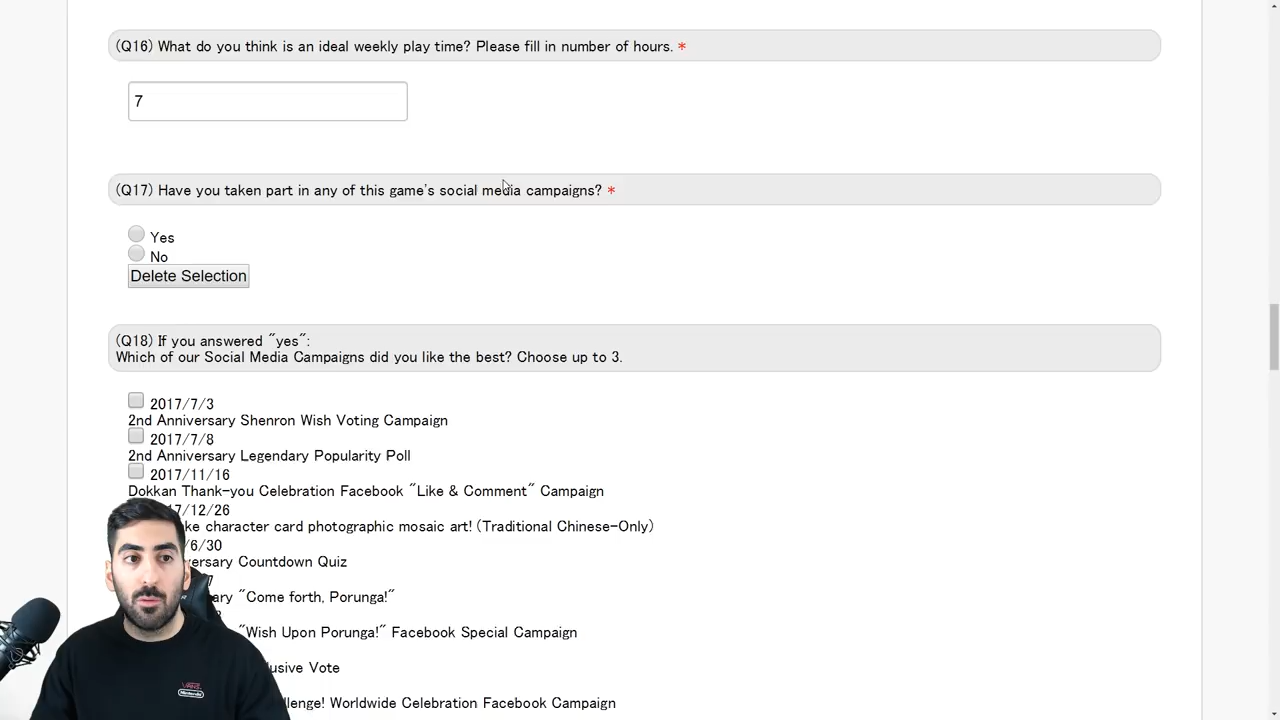 (Q16) What do you think is an ideal weekly play time? Please fill in number of hours. *
7
(Q17) Have you taken part in any of this game's social media campaigns? *
Yes
No
Delete Selection
(Q18) If you answered "yes":
Which of our Social Media Campaigns did you like the best? Choose up to 3.
2017/7/3
2nd Anniversary Shenron Wish Voting Campaign
2017/7/8
2nd Anniversary Legendary Popularity Poll
2017/11/16
Dokkan Thank-you Celebration Facebook "Like & Comment" Campaign
7/12/26
ke character card photographic mosaic art! (Traditional Chinese-Only)
/6/30
versary Countdown Quiz
7
ary "Come forth, Porunga!"
"Wish Upon Porunga!" Facebook Special Campaign
lusive Vote
llenge! Worldwide Celebration Facebook Campaign
Nintendo